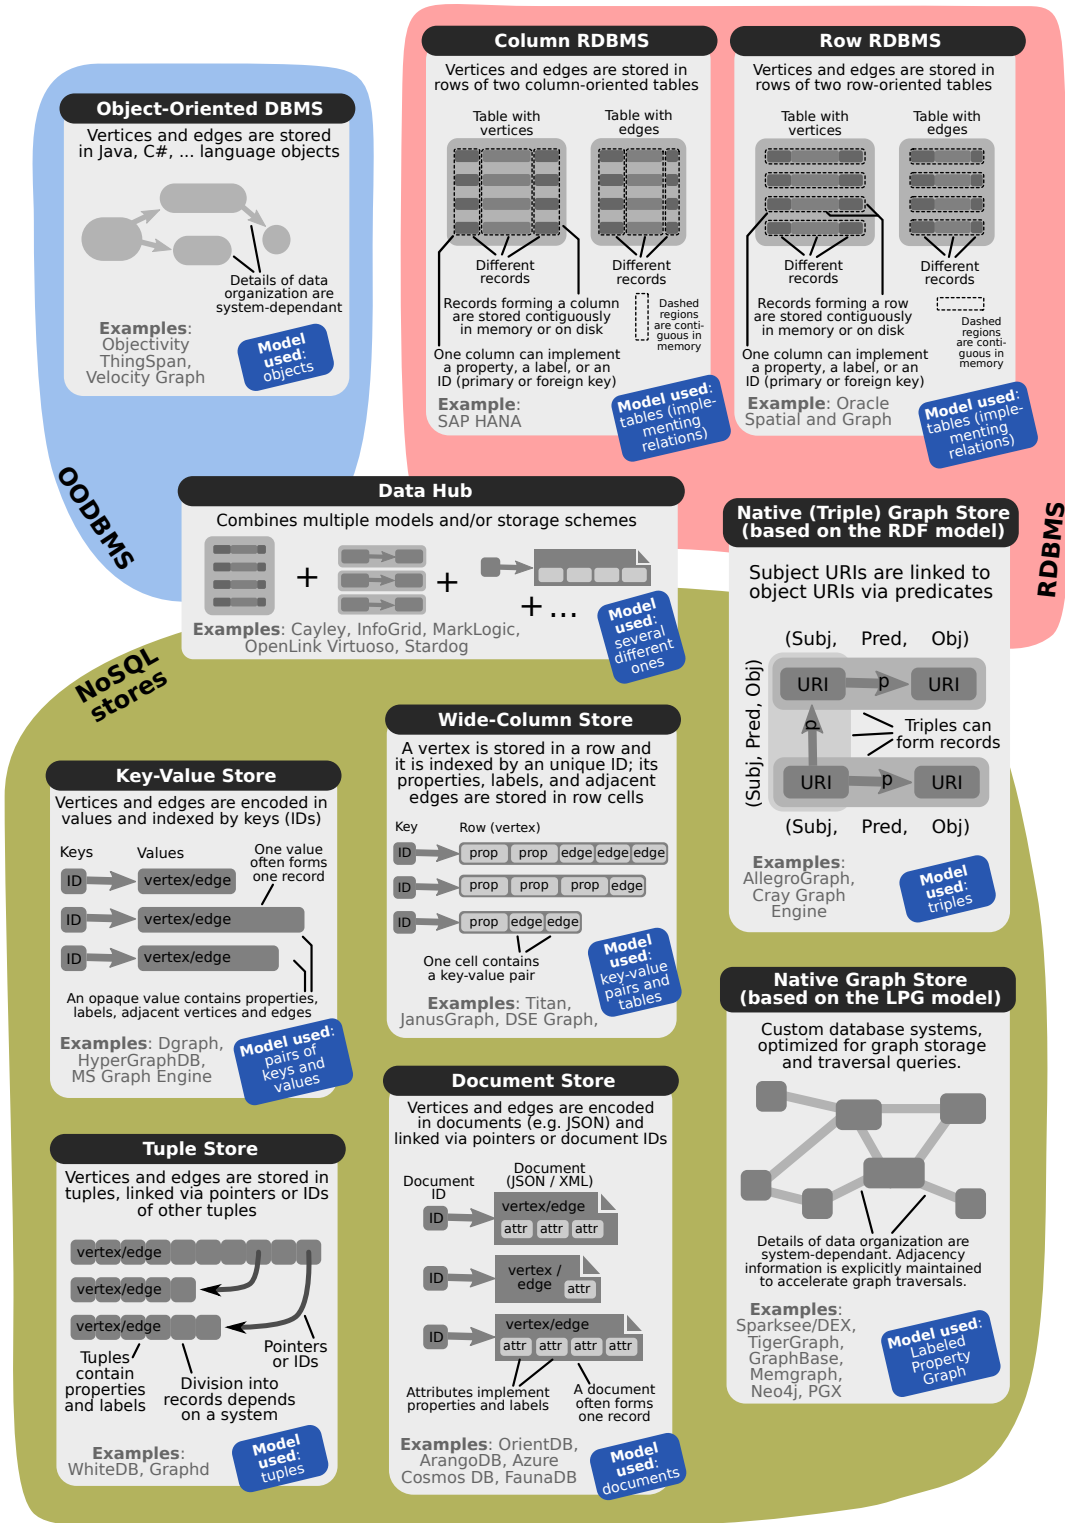 Object-Oriented DBMS
Vertices and edges are stored
in Java, C#, ... language objects
Details of data
organization are
system-dependant
Examples:
Objectivity
ThingSpan,
Velocity Graph
Model
used:
objects
OODBMS
Column RDBMS
Vertices and edges are stored in
rows of two column-oriented tables
Table with
vertices
Table with
edges
Different
records
Different
records
Records forming a column
are stored contiguously
in memory or on disk
Dashed
regions
are conti-
guous in
memory
One column can implement
a property, a label, or an
ID (primary or foreign key)
Example:
SAP HANA
Model used:
tables (imple-
menting
relations)
Row RDBMS
Vertices and edges are stored in
rows of two row-oriented tables
Table with
vertices
Table with
edges
Different
records
Different
records
Records forming a row
are stored contiguously
in memory or on disk
Dashed
regions
are conti-
guous in
memory
One column can implement
a property, a label, or an
ID (primary or foreign key)
Example: Oracle
Spatial and Graph
Model used:
tables (imple-
menting
relations)
RDBMS
Data Hub
Combines multiple models and/or storage schemes
+
+
+ ...
Examples: Cayley, InfoGrid, MarkLogic,
OpenLink Virtuoso, Stardog
Model
used:
several
different
ones
NoSQL
stores
Native (Triple) Graph Store
(based on the RDF model)
Subject URIs are linked to
object URIs via predicates
(Subj, Pred, Obj)
(Subj, Pred, Obj)
URI
p
URI
p
Triples can
form records
URI
p
URI
(Subj, Pred, Obj)
Examples:
AllegroGraph,
Cray Graph
Engine
Model
used:
triples
Key-Value Store
Vertices and edges are encoded in
values and indexed by keys (IDs)
Keys
Values
One value
often forms
one record
ID
vertex/edge
ID
vertex/edge
ID
vertex/edge
An opaque value contains properties,
labels, adjacent vertices and edges
Examples: Dgraph,
HyperGraphDB,
MS Graph Engine
Model used:
pairs of
keys and
values
Wide-Column Store
A vertex is stored in a row and
it is indexed by an unique ID; its
properties, labels, and adjacent
edges are stored in row cells
Key
Row (vertex)
ID
prop prop edge edge edge
ID
prop prop prop edge
ID
prop edge edge
One cell contains
a key-value pair
Examples: Titan,
JanusGraph, DSE Graph,
Model
used:
key-value
pairs and
tables
Native Graph Store
(based on the LPG model)
Custom database systems,
optimized for graph storage
and traversal queries.
Details of data organization are
system-dependant. Adjacency
information is explicitly maintained
to accelerate graph traversals.
Examples:
Sparksee/DEX,
TigerGraph,
GraphBase,
Memgraph,
Neo4j, PGX
Model used:
Labeled
Property
Graph
Tuple Store
Vertices and edges are stored in
tuples, linked via pointers or IDs
of other tuples
vertex/edge
vertex/edge
vertex/edge
Pointers
or IDs
Tuples
contain
properties
and labels
Division into
records depends
on a system
Examples:
WhiteDB, Graphd
Model
used:
tuples
Document Store
Vertices and edges are encoded
in documents (e.g. JSON) and
linked via pointers or document IDs
Document
ID
Document
(JSON / XML)
ID
vertex/edge
attr attr attr
ID
vertex /
edge
attr
ID
vertex/edge
attr attr attr attr
Attributes implement
properties and labels
A document
often forms
one record
Examples: OrientDB,
ArangoDB, Azure
Cosmos DB, FaunaDB
Model
used:
documents